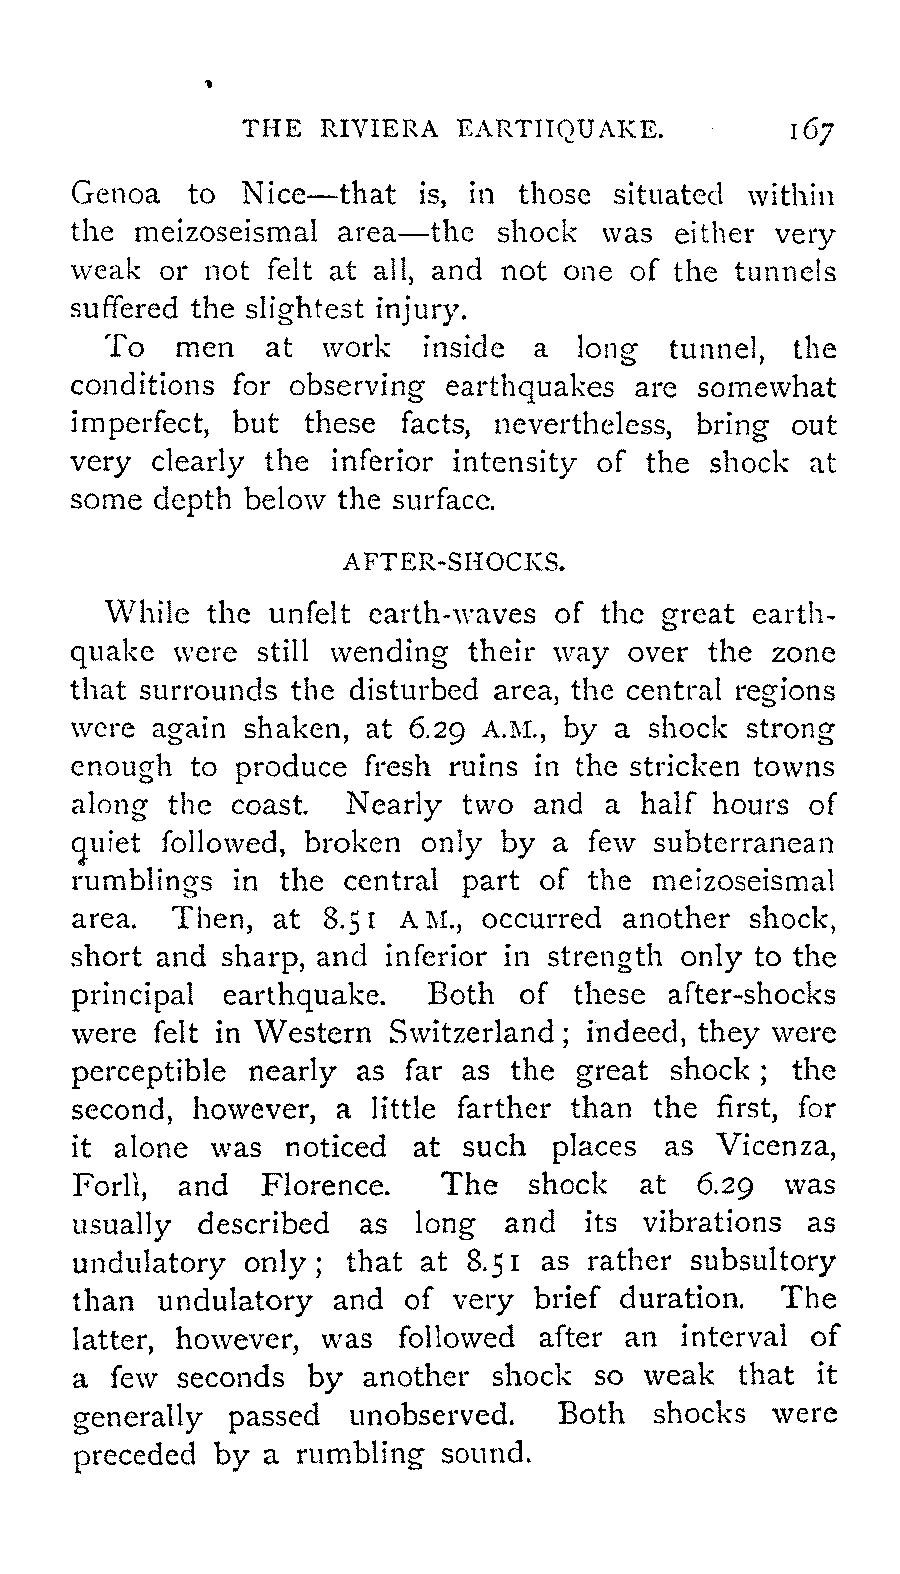 THE RIVIERA EARTHQUAKE. 167
Genoa to Nice—that is, in those situated within
the meizoseismal area—the shock was either very
weak or not felt at all, and not one of the tunnels
suffered the slightest injury.
To men at work inside a long tunnel, the
conditions for observing earthquakes are somewhat
imperfect, but these facts, nevertheless, bring out
very clearly the inferior intensity of the shock at
some depth below the surface.
AFTER-SHOCKS.
While the unfelt earth-waves of the great earth-
quake were still wending their way over the zone
that surrounds the disturbed area, the central regions
were again shaken, at 6.29 A.M., by a shock strong
enough to produce fresh ruins in the stricken towns
along the coast. Nearly two and a half hours of
quiet followed, broken only by a few subterranean
rumblings in the central part of the meizoseismal
area. Then, at 8.51 A M., occurred another shock,
short and sharp, and inferior in strength only to the
principal earthquake. Both of these after-shocks
were felt in Western Switzerland; indeed, they were
perceptible nearly as far as the great shock; the
second, however, a little farther than the first, for
it alone was noticed at such places as Vicenza,
Forlì, and Florence. The shock at 6.29 was
usually described as long and its vibrations as
undulatory only; that at 8.51 as rather subsultory
than undulatory and of very brief duration. The
latter, however, was followed after an interval of
a few seconds by another shock so weak that it
generally passed unobserved. Both shocks were
preceded by a rumbling sound.